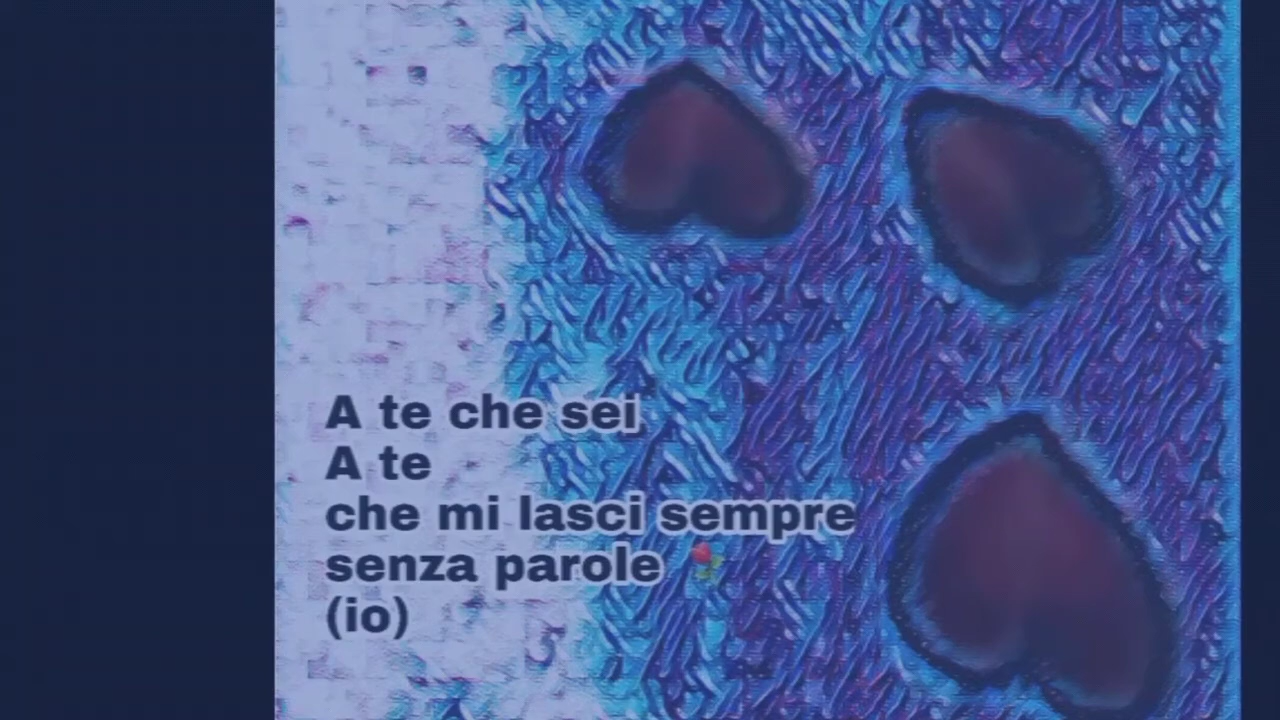 A te che sei
A te
che mi lasci sempre
senza parole 🌹
(io)